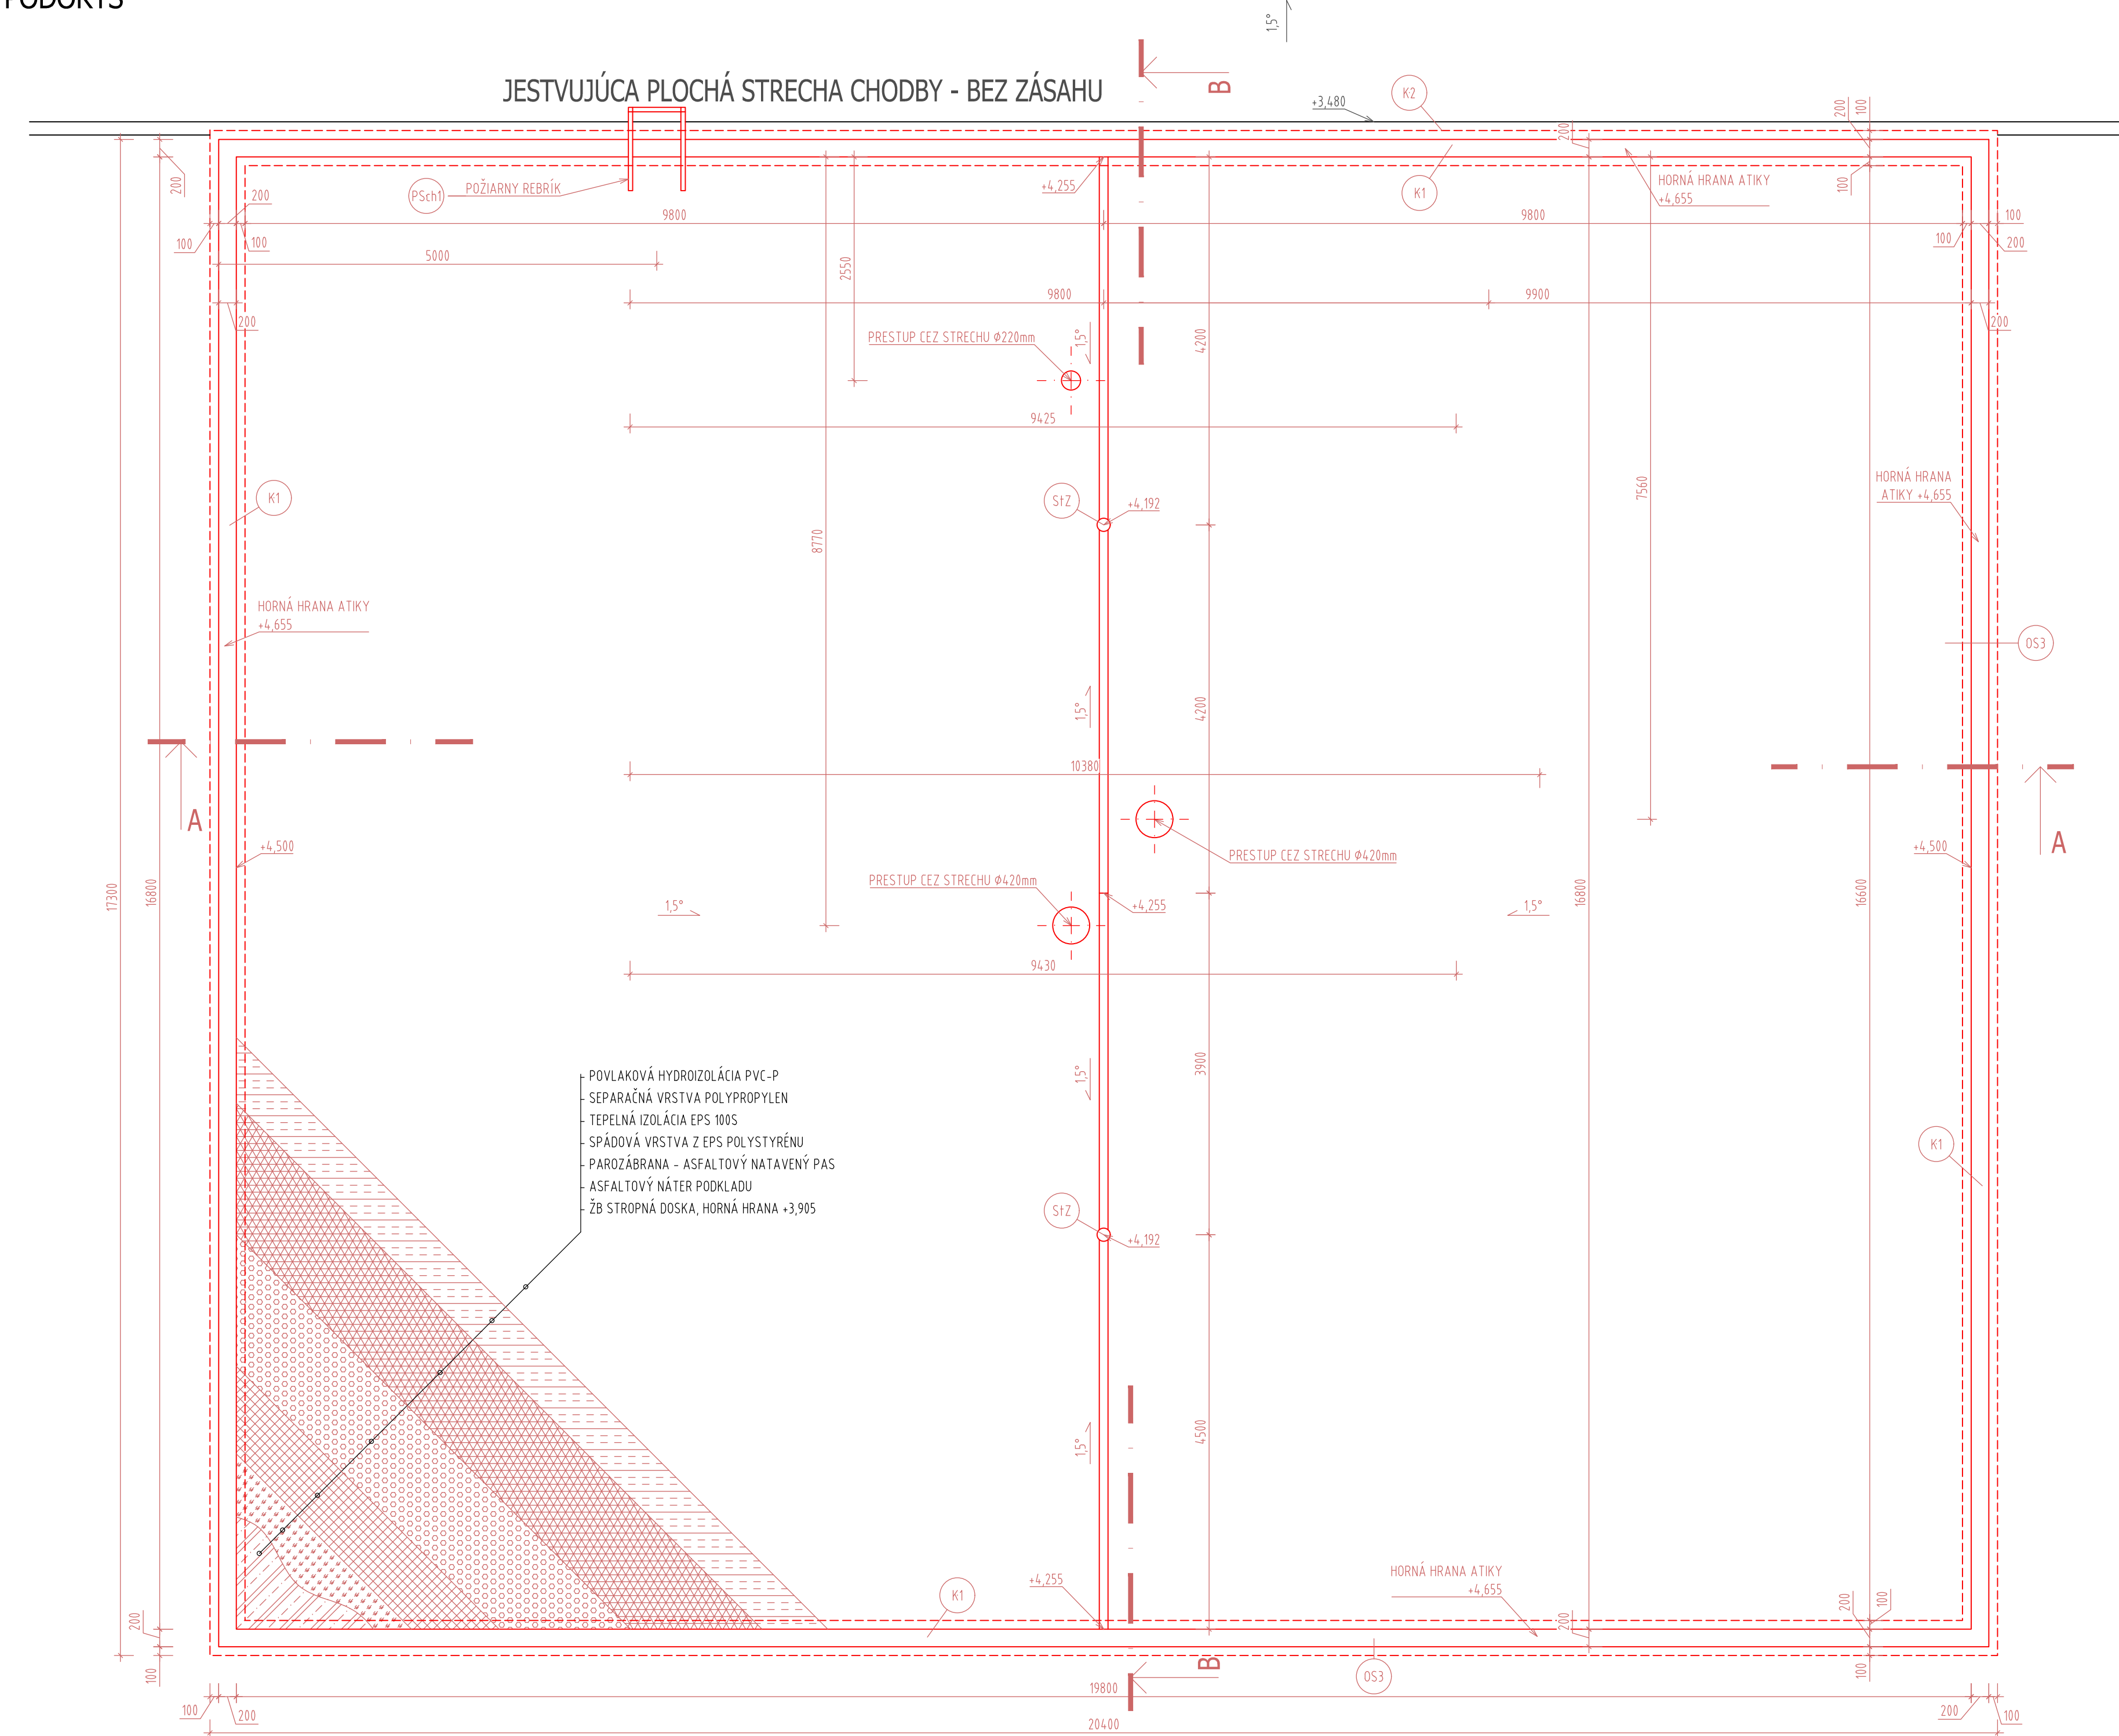 PÔDORYS
1,5°
JESTVUJÚCA PLOCHÁ STRECHA CHODBY - BEZ ZÁSAHU
B
+3,480
K2
200
100
200
200
PSch1
POŽIARNY REBRÍK
+4,255
K1
HORNÁ HRANA ATIKY
+4,655
100
200
9800
9800
100
100
100
100
200
5000
2550
9800
9900
200
200
PRESTUP CEZ STRECHU Φ220mm
1,5°
4200
9425
K1
StZ
+4,192
7560
HORNÁ HRANA
ATIKY +4,655
8770
HORNÁ HRANA ATIKY
+4,655
OS3
1,5°
4200
10380
A
A
+4,500
+4,500
PRESTUP CEZ STRECHU Φ420mm
PRESTUP CEZ STRECHU Φ420mm
17300
16800
16800
16600
1,5°
+4,255
1,5°
9430
POVLAKOVÁ HYDROIZOLÁCIA PVC-P
SEPARAČNÁ VRSTVA POLYPROPYLEN
TEPELNÁ IZOLÁCIA EPS 100S
SPÁDOVÁ VRSTVA Z EPS POLYSTYRÉNU
PAROZÁBRANA - ASFALTOVÝ NATAVENÝ PAS
ASFALTOVÝ NÁTER PODKLADU
ŽB STROPNÁ DOSKA, HORNÁ HRANA +3,905
1,5°
3900
K1
StZ
+4,192
1,5°
4500
HORNÁ HRANA ATIKY
+4,655
+4,255
K1
200
200
200
100
100
B
OS3
100
100
200
19800
200
100
20400